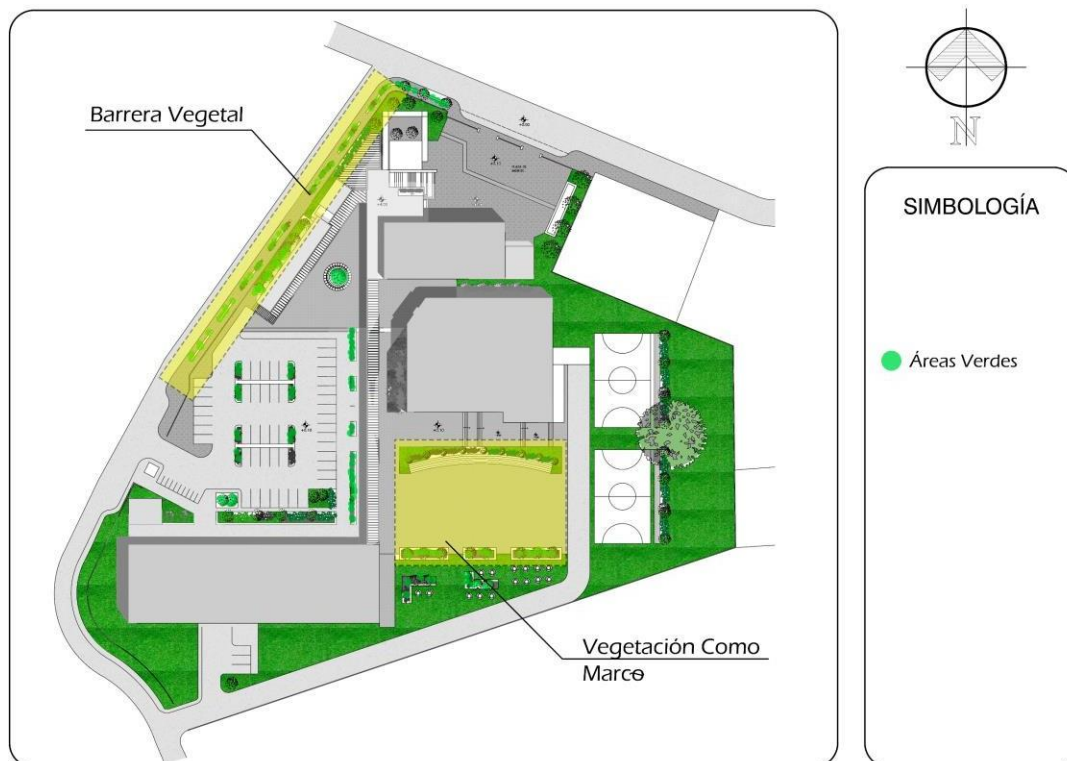 Barrera Vegetal
N
SIMBOLOGÍA
Áreas Verdes
Vegetación Como
Marco